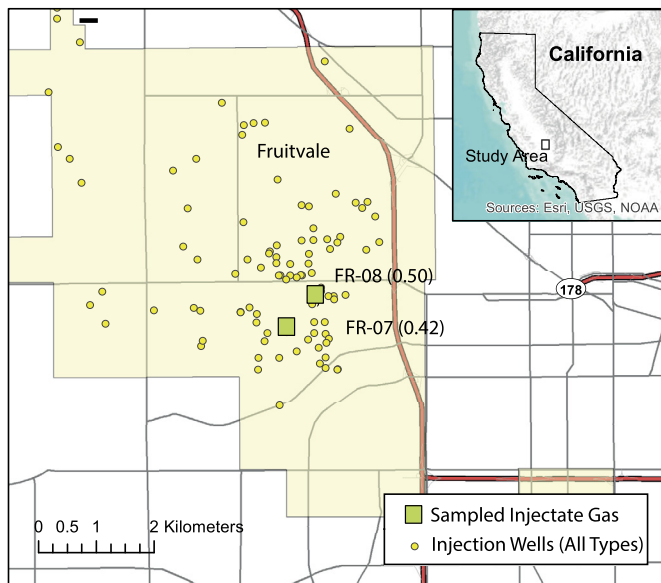 California
Study Area
Sources: Esri, USGS, NOAA
Fruitvale
FR-08 (0.50)
178
FR-07 (0.42)
0 0.5 1 2 Kilometers
Sampled Injectate Gas
Injection Wells (All Types)